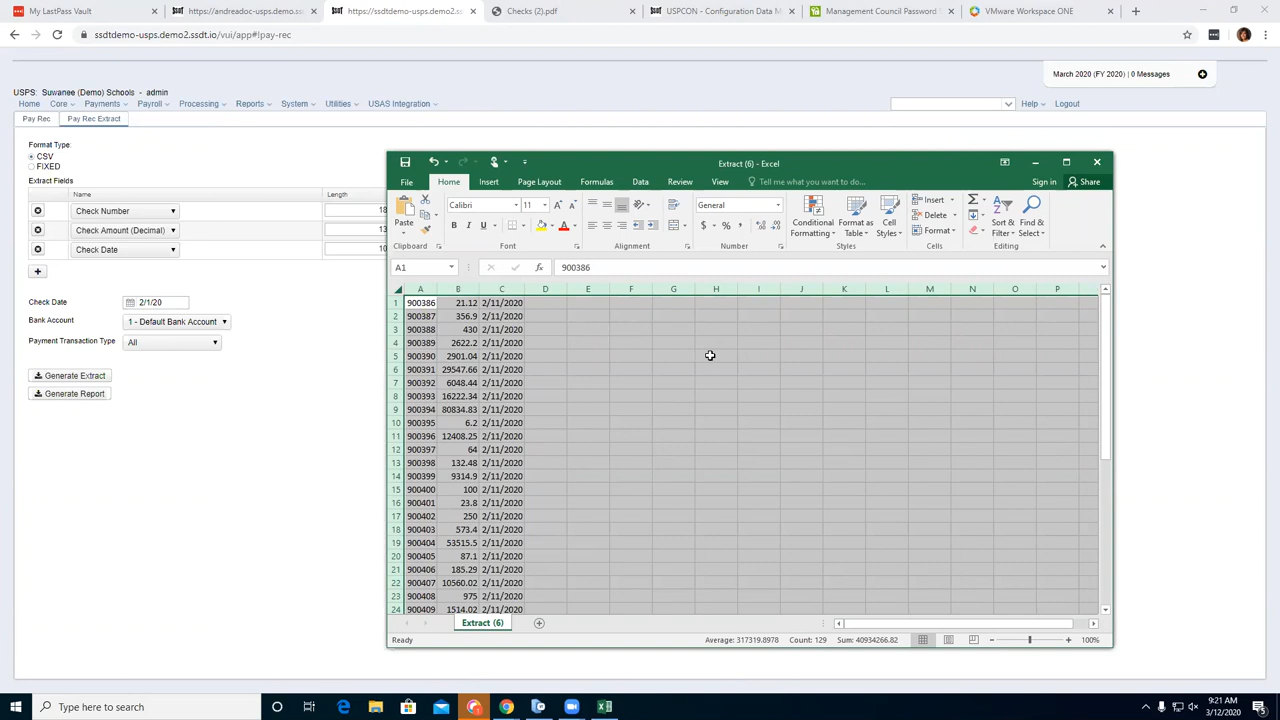 My LastPass Vault
https://andreadoc-usps.demo.ss
https://ssdtdemo-usps.demo2.ss
Checks (2).pdf
USPSCON - Configuration Data M
Management Council Password
VMware Workspace ONE
ssdtdemo-usps.demo2.ssdt.io/vui/app#!pay-rec
March 2020 (FY 2020) | 0 Messages
USPS: Suwanee (Demo) Schools - admin
Home Core Payments Payroll Processing Reports System Utilities USAS Integration Help Logout
Pay Rec Pay Rec Extract
Format Type:
CSV
FIXED
Extract Fields
Name Length
Check Number 18
Check Amount (Decimal) 13
Check Date 10
Check Date 2/1/20
Bank Account 1 - Default Bank Account
Payment Transaction Type All
Generate Extract
Generate Report
Extract (6) - Excel
File Home Insert Page Layout Formulas Data Review View Tell me what you want to do... Sign in Share
Calibri 11 General
Paste
B I U
$ % ,
Conditional Formatting
Format as Table
Cell Styles
Insert
Delete
Format
Sort & Filter
Find & Select
Clipboard Font Alignment Number Styles Cells Editing
A1 fx 900386
A B C D E F G H I J K L M N O P
1 900386 21.12 2/11/2020
2 900387 356.9 2/11/2020
3 900388 430 2/11/2020
4 900389 2622.2 2/11/2020
5 900390 2901.04 2/11/2020
6 900391 29547.66 2/11/2020
7 900392 6048.44 2/11/2020
8 900393 16222.34 2/11/2020
9 900394 80834.83 2/11/2020
10 900395 6.2 2/11/2020
11 900396 12408.25 2/11/2020
12 900397 64 2/11/2020
13 900398 132.48 2/11/2020
14 900399 9314.9 2/11/2020
15 900400 100 2/11/2020
16 900401 23.8 2/11/2020
17 900402 250 2/11/2020
18 900403 573.4 2/11/2020
19 900404 53515.5 2/11/2020
20 900405 87.1 2/11/2020
21 900406 185.29 2/11/2020
22 900407 10560.02 2/11/2020
23 900408 975 2/11/2020
24 900409 1514.02 2/11/2020
Extract (6)
Ready Average: 317319.8978 Count: 129 Sum: 40934266.82 100%
Type here to search
9:21 AM
3/12/2020